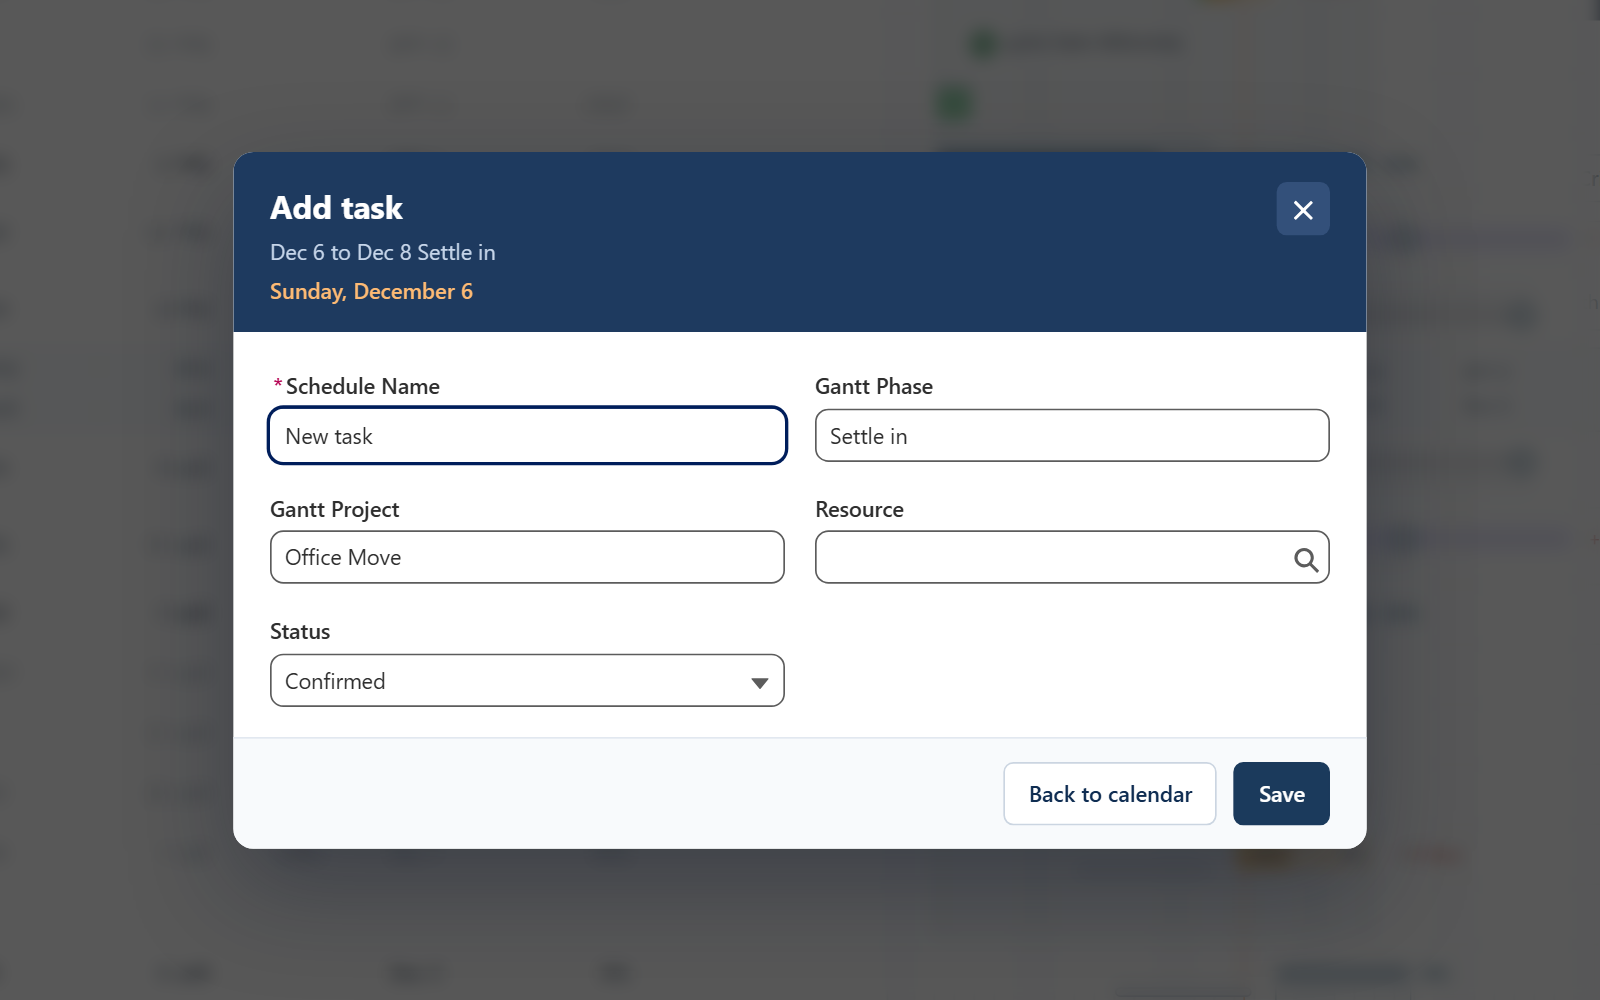 Add task
Dec 6 to Dec 8 Settle in
Sunday, December 6
*Schedule Name
New task
Gantt Phase
Settle in
Gantt Project
Office Move
Resource
Status
Confirmed
Back to calendar
Save